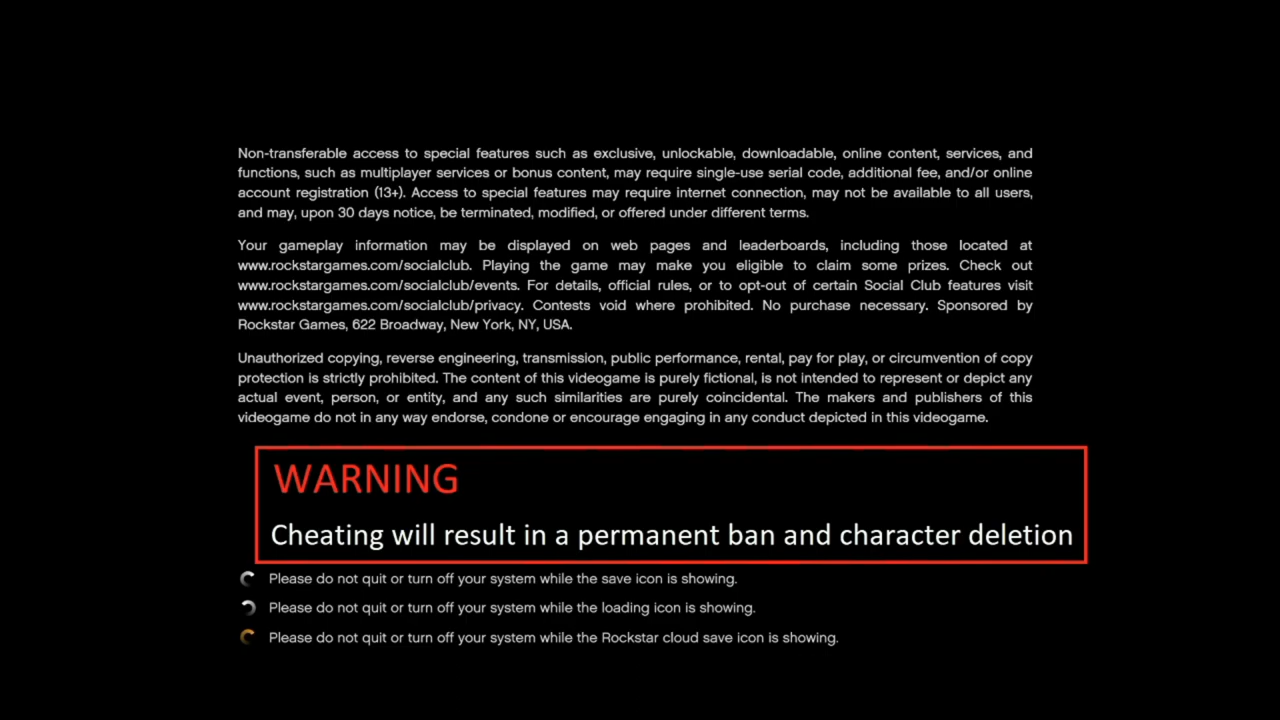 Non-transferable access to special features such as exclusive, unlockable, downloadable, online content, services, and
functions, such as multiplayer services or bonus content, may require single-use serial code, additional fee, and/or online
account registration (13+). Access to special features may require internet connection, may not be available to all users,
and may, upon 30 days notice, be terminated, modified, or offered under different terms.
Your gameplay information may be displayed on web pages and leaderboards, including those located at
www.rockstargames.com/socialclub. Playing the game may make you eligible to claim some prizes. Check out
www.rockstargames.com/socialclub/events. For details, official rules, or to opt-out of certain Social Club features visit
www.rockstargames.com/socialclub/privacy. Contests void where prohibited. No purchase necessary. Sponsored by
Rockstar Games, 622 Broadway, New York, NY, USA.
Unauthorized copying, reverse engineering, transmission, public performance, rental, pay for play, or circumvention of copy
protection is strictly prohibited. The content of this videogame is purely fictional, is not intended to represent or depict any
actual event, person, or entity, and any such similarities are purely coincidental. The makers and publishers of this
videogame do not in any way endorse, condone or encourage engaging in any conduct depicted in this videogame.
WARNING
Cheating will result in a permanent ban and character deletion
Please do not quit or turn off your system while the save icon is showing.
Please do not quit or turn off your system while the loading icon is showing.
Please do not quit or turn off your system while the Rockstar cloud save icon is showing.